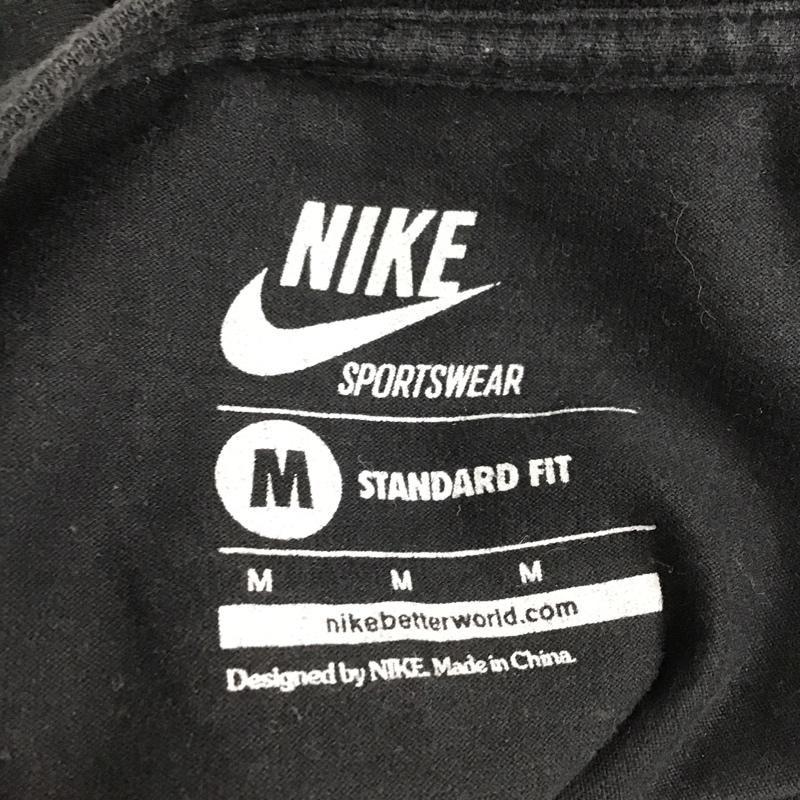 NIKE
SPORTSWEAR
M STANDARD FIT
M M M
nikebetterworld.com
Designed by NIKE. Made in China.